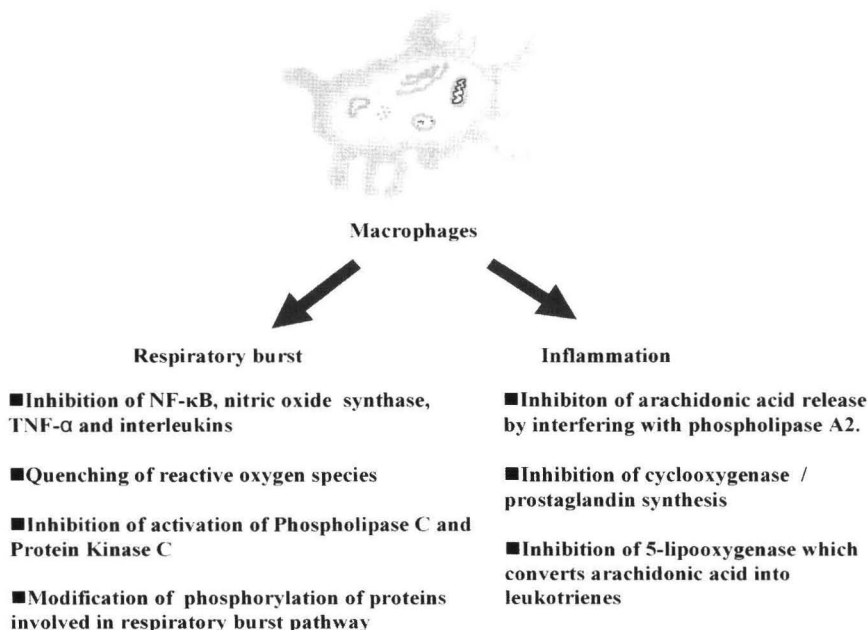 Macrophages
Respiratory burst
■Inhibition of NF-κB, nitric oxide synthase,
TNF-α and interleukins
■Quenching of reactive oxygen species
■Inhibition of activation of Phospholipase C and
Protein Kinase C
■Modification of phosphorylation of proteins
involved in respiratory burst pathway
Inflammation
■Inhibiton of arachidonic acid release
by interfering with phospholipase A2.
■Inhibition of cyclooxygenase /
prostaglandin synthesis
■Inhibition of 5-lipooxygenase which
converts arachidonic acid into
leukotrienes